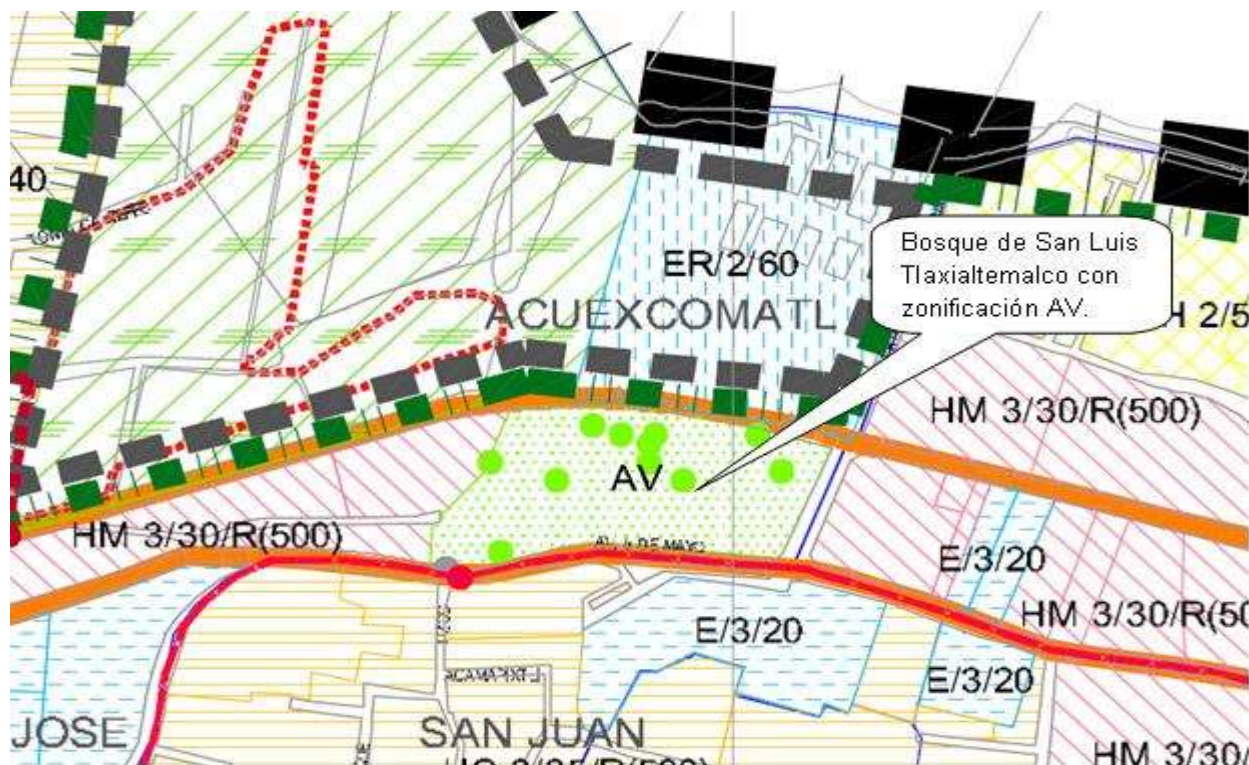 40
ER/2/60
ACUEXCOMATL
Bosque de San Luis
Tlaxialtemalco con
zonificación AV.
H 2/5
HM 3/30/R(500)
AV
HM 3/30/R(500)
E/3/20
HM 3/30/R(50
E/3/20
E/3/20
JOSE
SAN JUAN
HM 3/30/